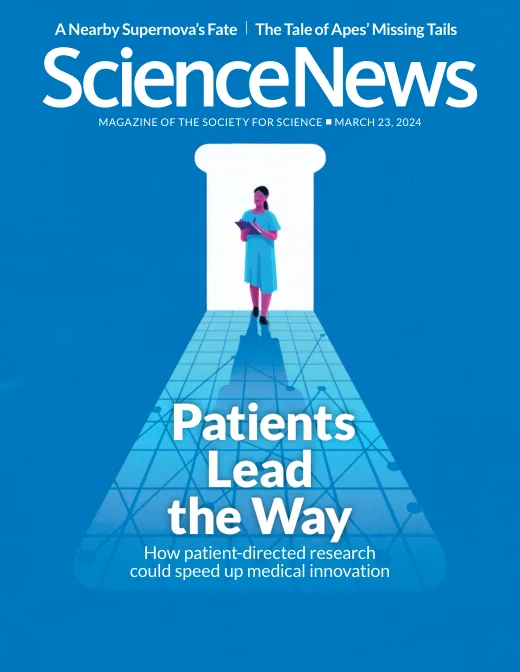 A Nearby Supernova's Fate | The Tale of Apes' Missing Tails
ScienceNews
MAGAZINE OF THE SOCIETY FOR SCIENCE ■ MARCH 23, 2024
Patients
Lead
the Way
How patient-directed research
could speed up medical innovation